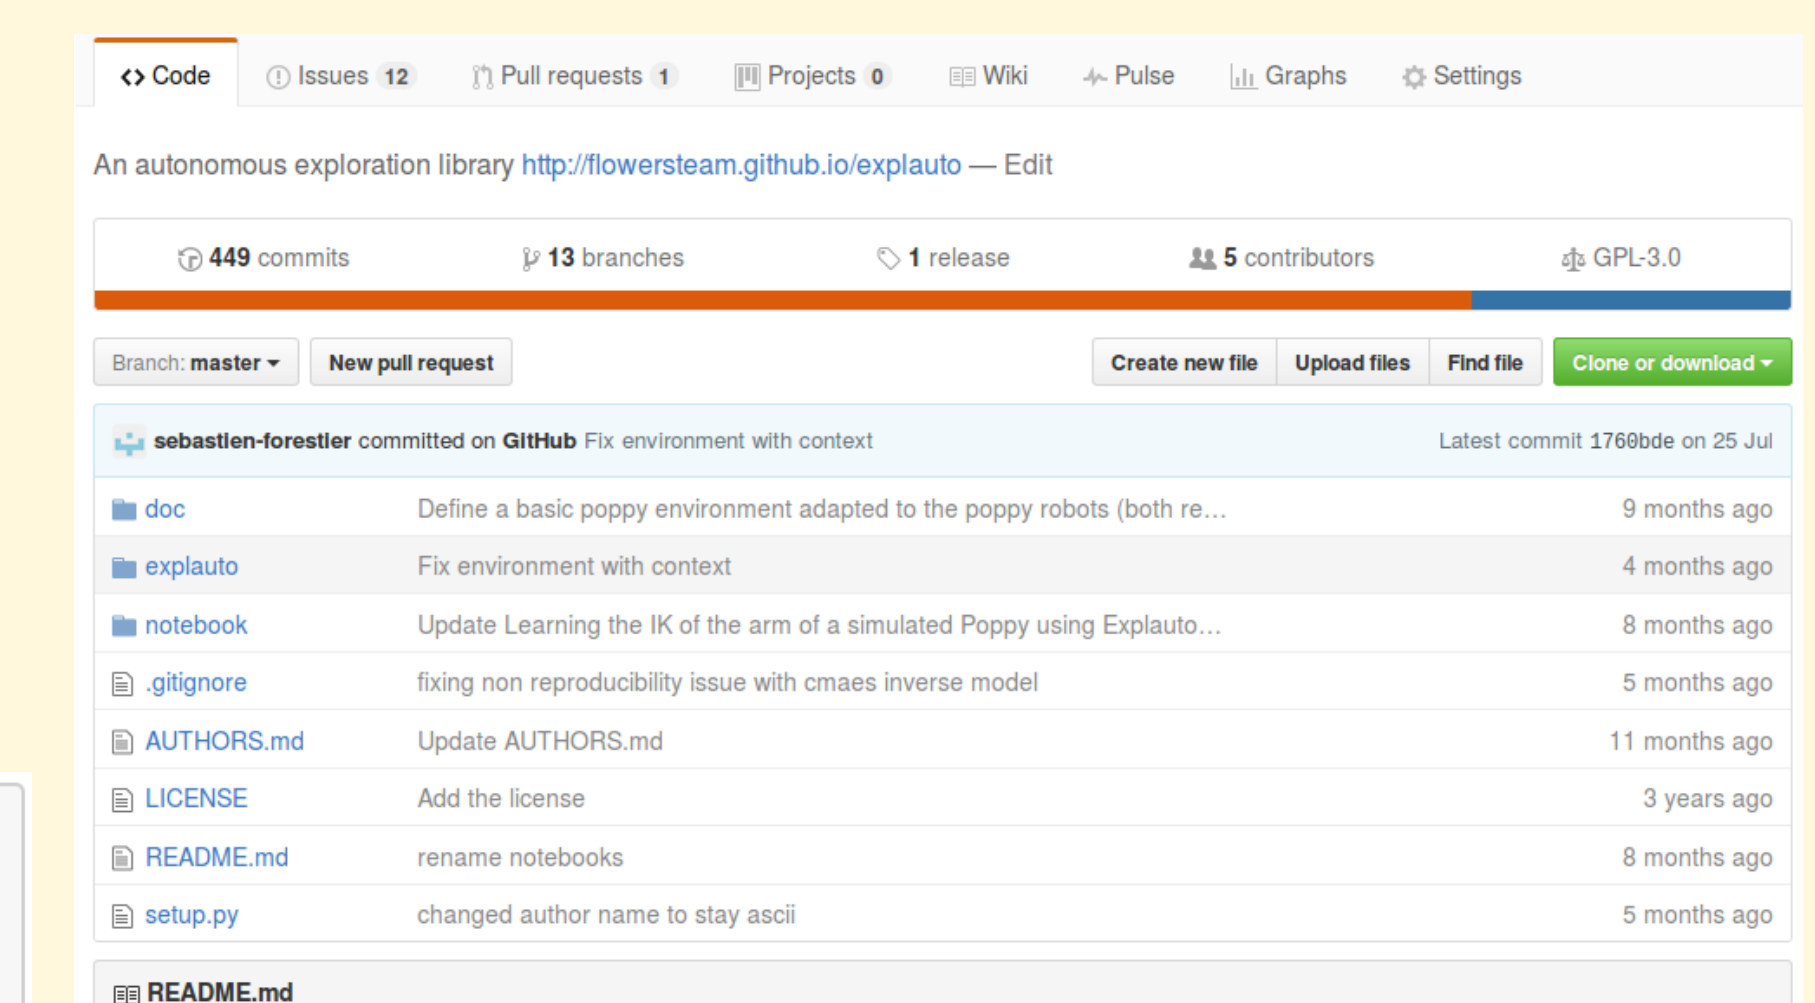 Code Issues 12 Pull requests 1 Projects 0 Wiki Pulse Graphs Settings
An autonomous exploration library http://flowersteam.github.io/explauto — Edit
449 commits 13 branches 1 release 5 contributors GPL-3.0
Branch: master New pull request Create new file Upload files Find file Clone or download
sebastien-forestier committed on GitHub Fix environment with context Latest commit 1760bde on 25 Jul
doc Define a basic poppy environment adapted to the poppy robots (both re… 9 months ago
explauto Fix environment with context 4 months ago
notebook Update Learning the IK of the arm of a simulated Poppy using Explauto… 8 months ago
.gitignore fixing non reproducibility issue with cmaes inverse model 5 months ago
AUTHORS.md Update AUTHORS.md 11 months ago
LICENSE Add the license 3 years ago
README.md rename notebooks 8 months ago
setup.py changed author name to stay ascii 5 months ago
README.md